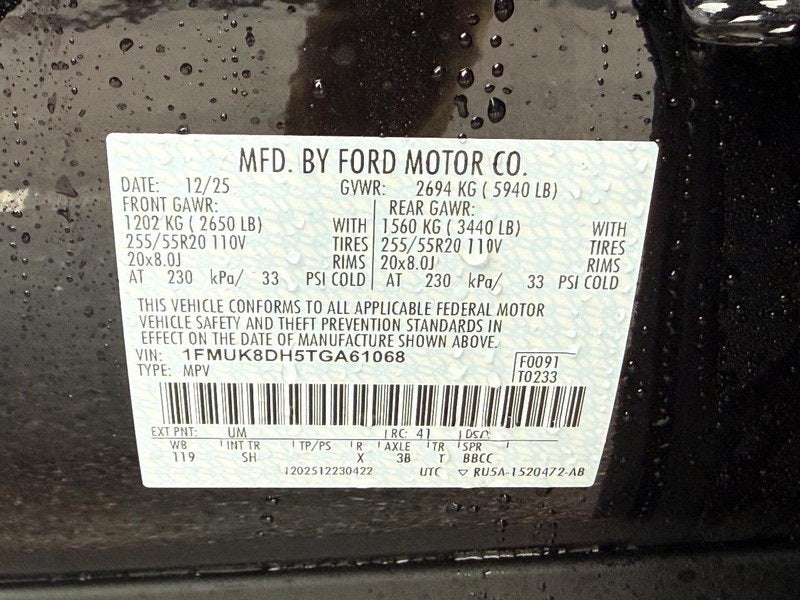 MFD. BY FORD MOTOR CO.
DATE: 12/25 GVWR: 2694 KG ( 5940 LB)
FRONT GAWR: REAR GAWR:
1202 KG ( 2650 LB) WITH 1560 KG ( 3440 LB) WITH
255/55R20 110V TIRES 255/55R20 110V TIRES
20x8.0J RIMS 20x8.0J RIMS
AT 230 kPa/ 33 PSI COLD AT 230 kPa/ 33 PSI COLD
THIS VEHICLE CONFORMS TO ALL APPLICABLE FEDERAL MOTOR
VEHICLE SAFETY AND THEFT PREVENTION STANDARDS IN
EFFECT ON THE DATE OF MANUFACTURE SHOWN ABOVE.
VIN: 1FMUK8DH5TGA61068 F0091
TYPE: MPV T0233
EXT PNT: UM RC: 41 DSO:
WB INT TR TP/PS R AXLE TR SPR
119 SH X 3B T BBCC
1202512230422 UTC ▽ RU5A-1520472-AB